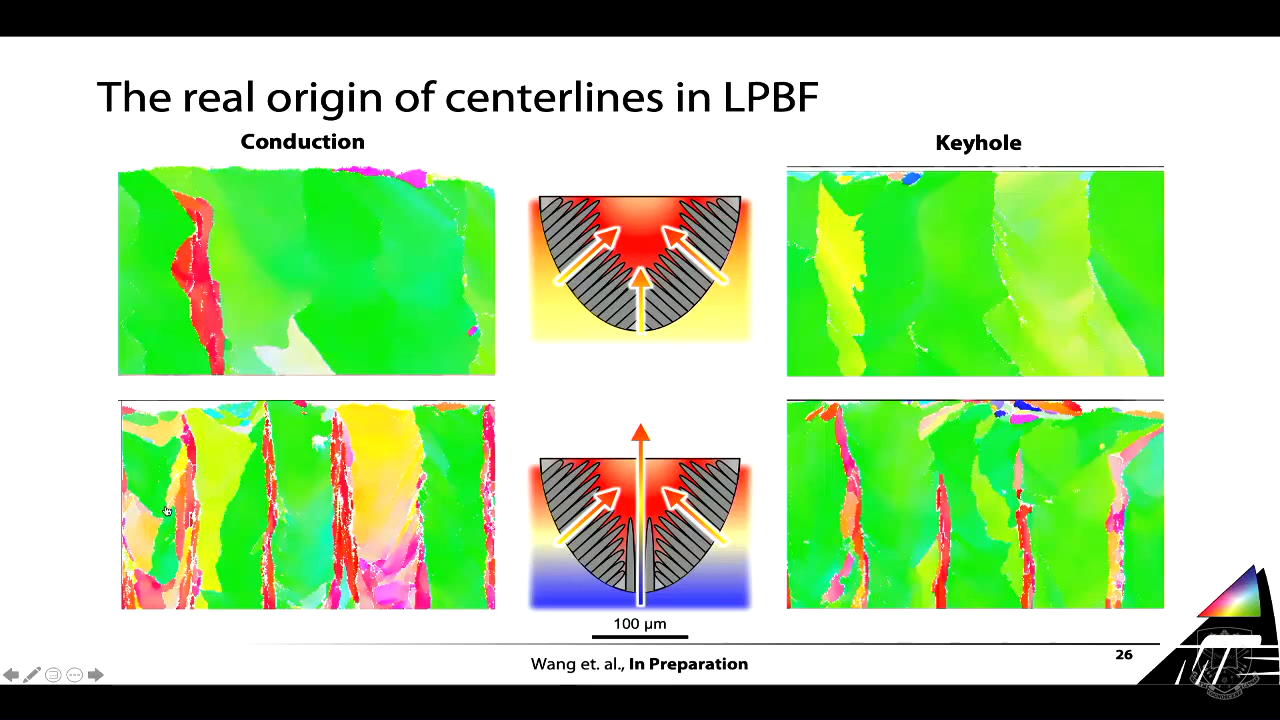 The real origin of centerlines in LPBF
Conduction
Keyhole
100 µm
Wang et. al., In Preparation
26